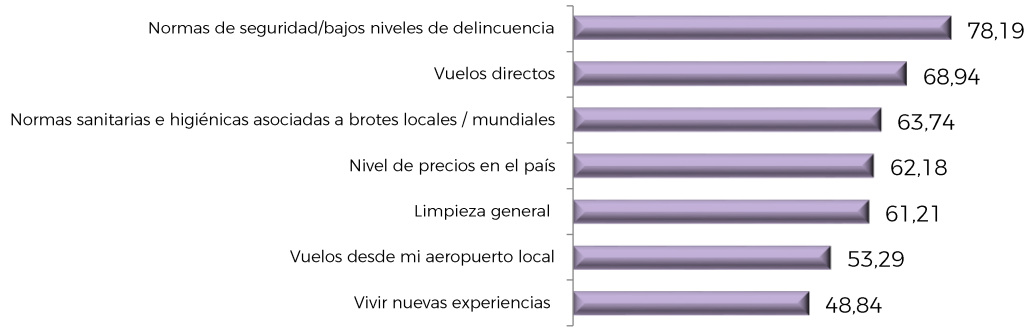 Normas de seguridad/bajos niveles de delincuencia 78,19
Vuelos directos 68,94
Normas sanitarias e higiénicas asociadas a brotes locales / mundiales 63,74
Nivel de precios en el país 62,18
Limpieza general 61,21
Vuelos desde mi aeropuerto local 53,29
Vivir nuevas experiencias 48,84